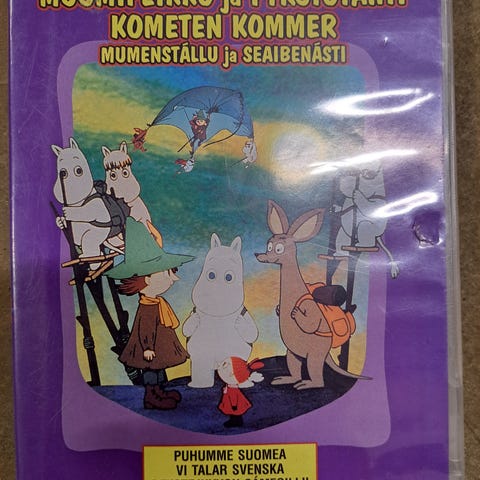 MUUMIPEIKKO ja PYRSTÖTÄHTI
KOMETEN KOMMER
MUMENSTÁLLU ja SEAIBENÁSTI
PUHUMME SUOMEA
VI TALAR SVENSKA